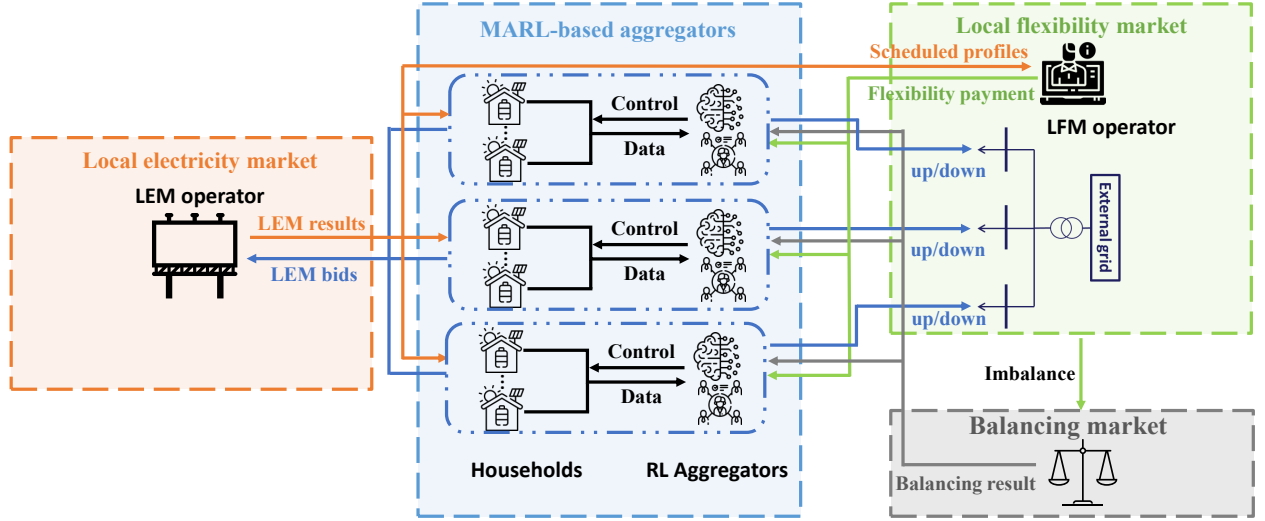 MARL-based aggregators
Local flexibility market
Scheduled profiles
Flexibility payment
LFM operator
Control
Data
up/down
Local electricity market
LEM operator
LEM results
LEM bids
Control
Data
up/down
External grid
Control
Data
up/down
Imbalance
Households
RL Aggregators
Balancing market
Balancing result